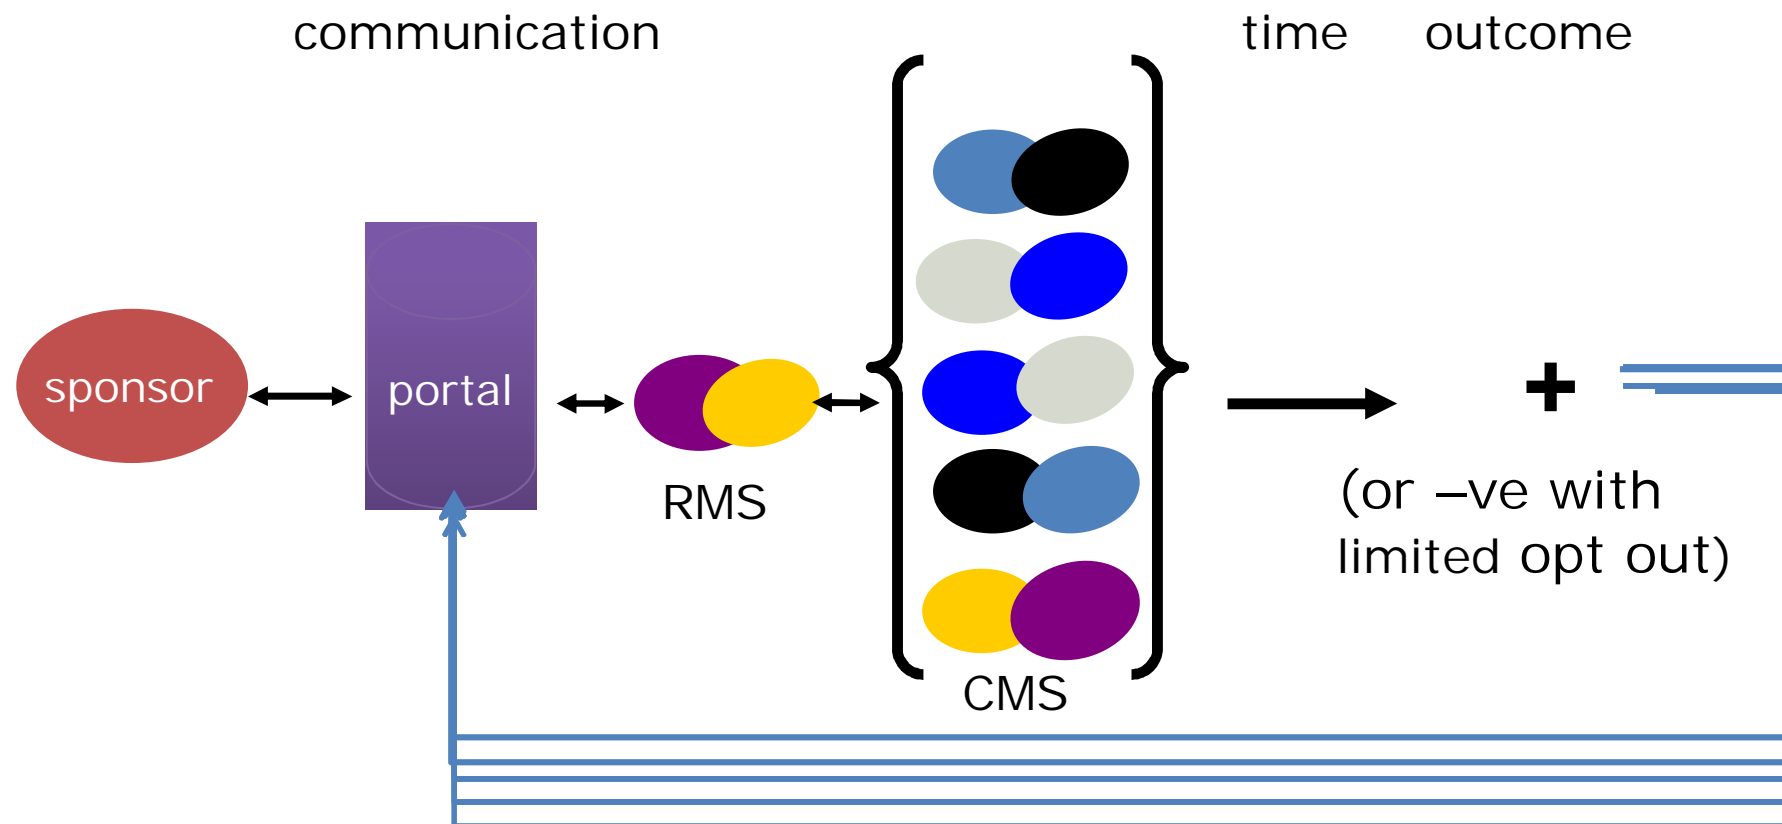 communication
time outcome
sponsor
portal
RMS
CMS
+
(or –ve with
limited opt out)